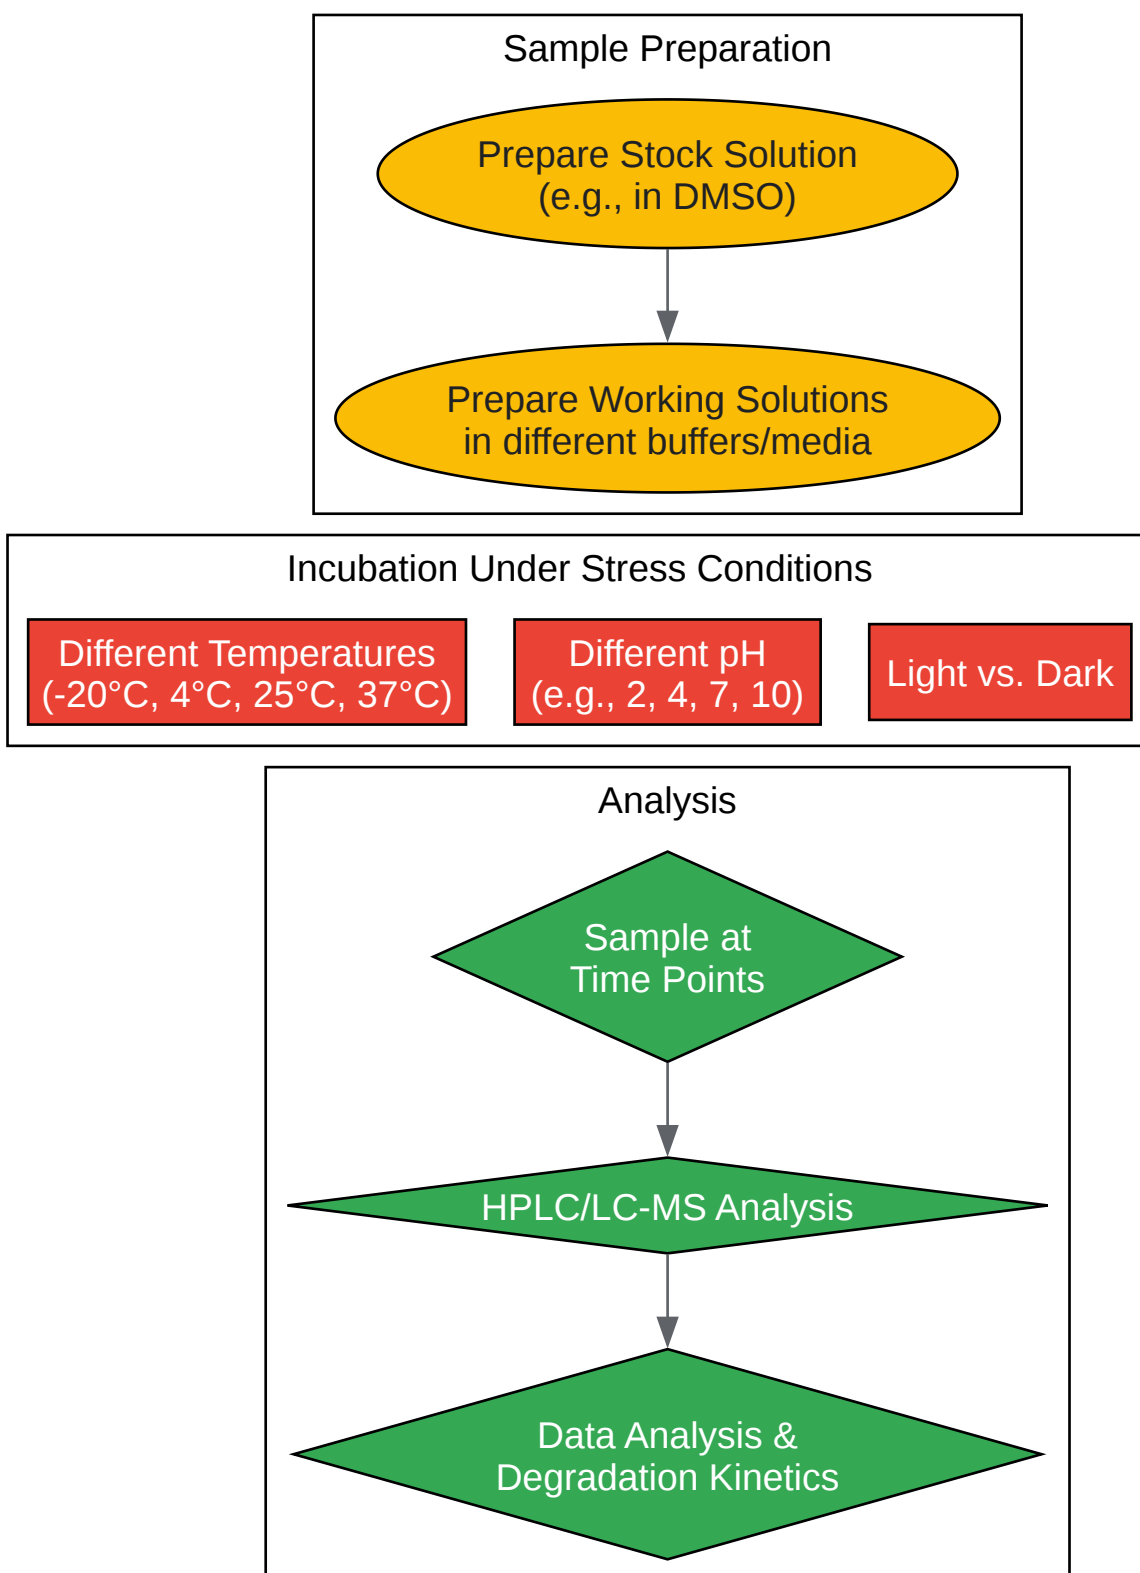 Sample Preparation
Prepare Stock Solution
(e.g., in DMSO)
Prepare Working Solutions
in different buffers/media
Incubation Under Stress Conditions
Different Temperatures
(-20°C, 4°C, 25°C, 37°C)
Different pH
(e.g., 2, 4, 7, 10)
Light vs. Dark
Analysis
Sample at
Time Points
HPLC/LC-MS Analysis
Data Analysis &
Degradation Kinetics